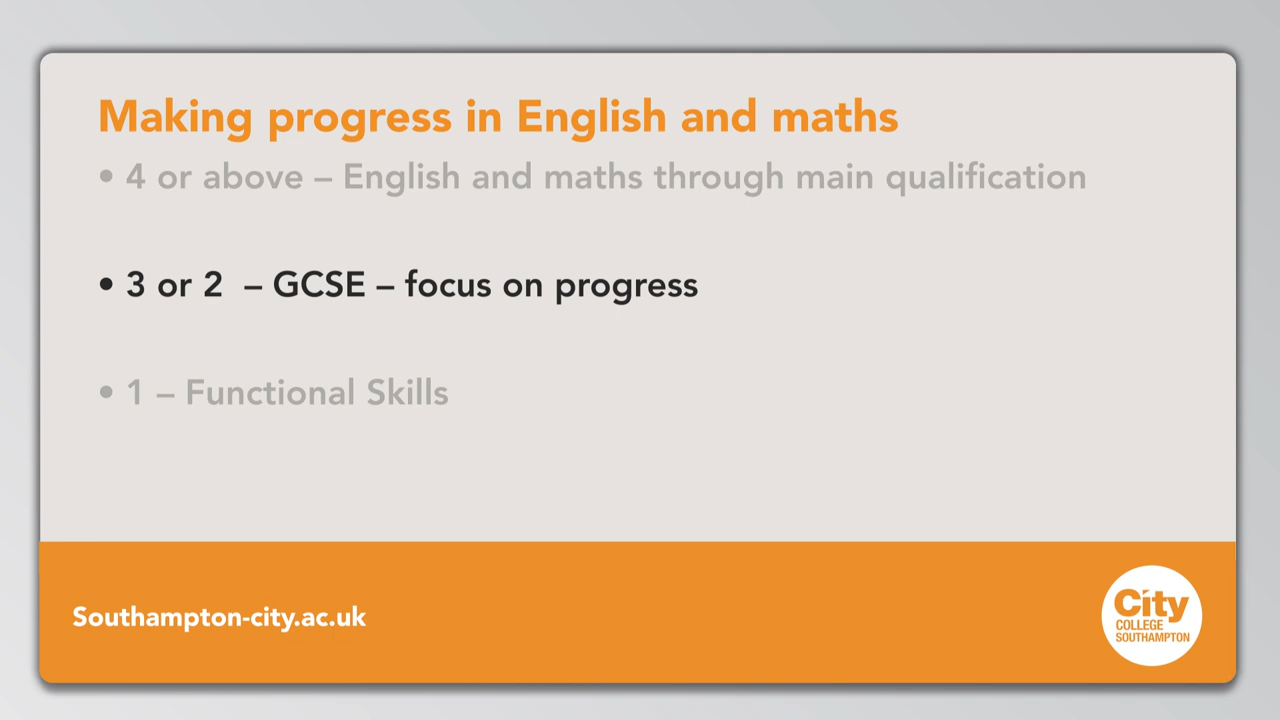 Making progress in English and maths
• 4 or above – English and maths through main qualification
• 3 or 2 – GCSE – focus on progress
• 1 – Functional Skills
Southampton-city.ac.uk
City
COLLEGE
SOUTHAMPTON